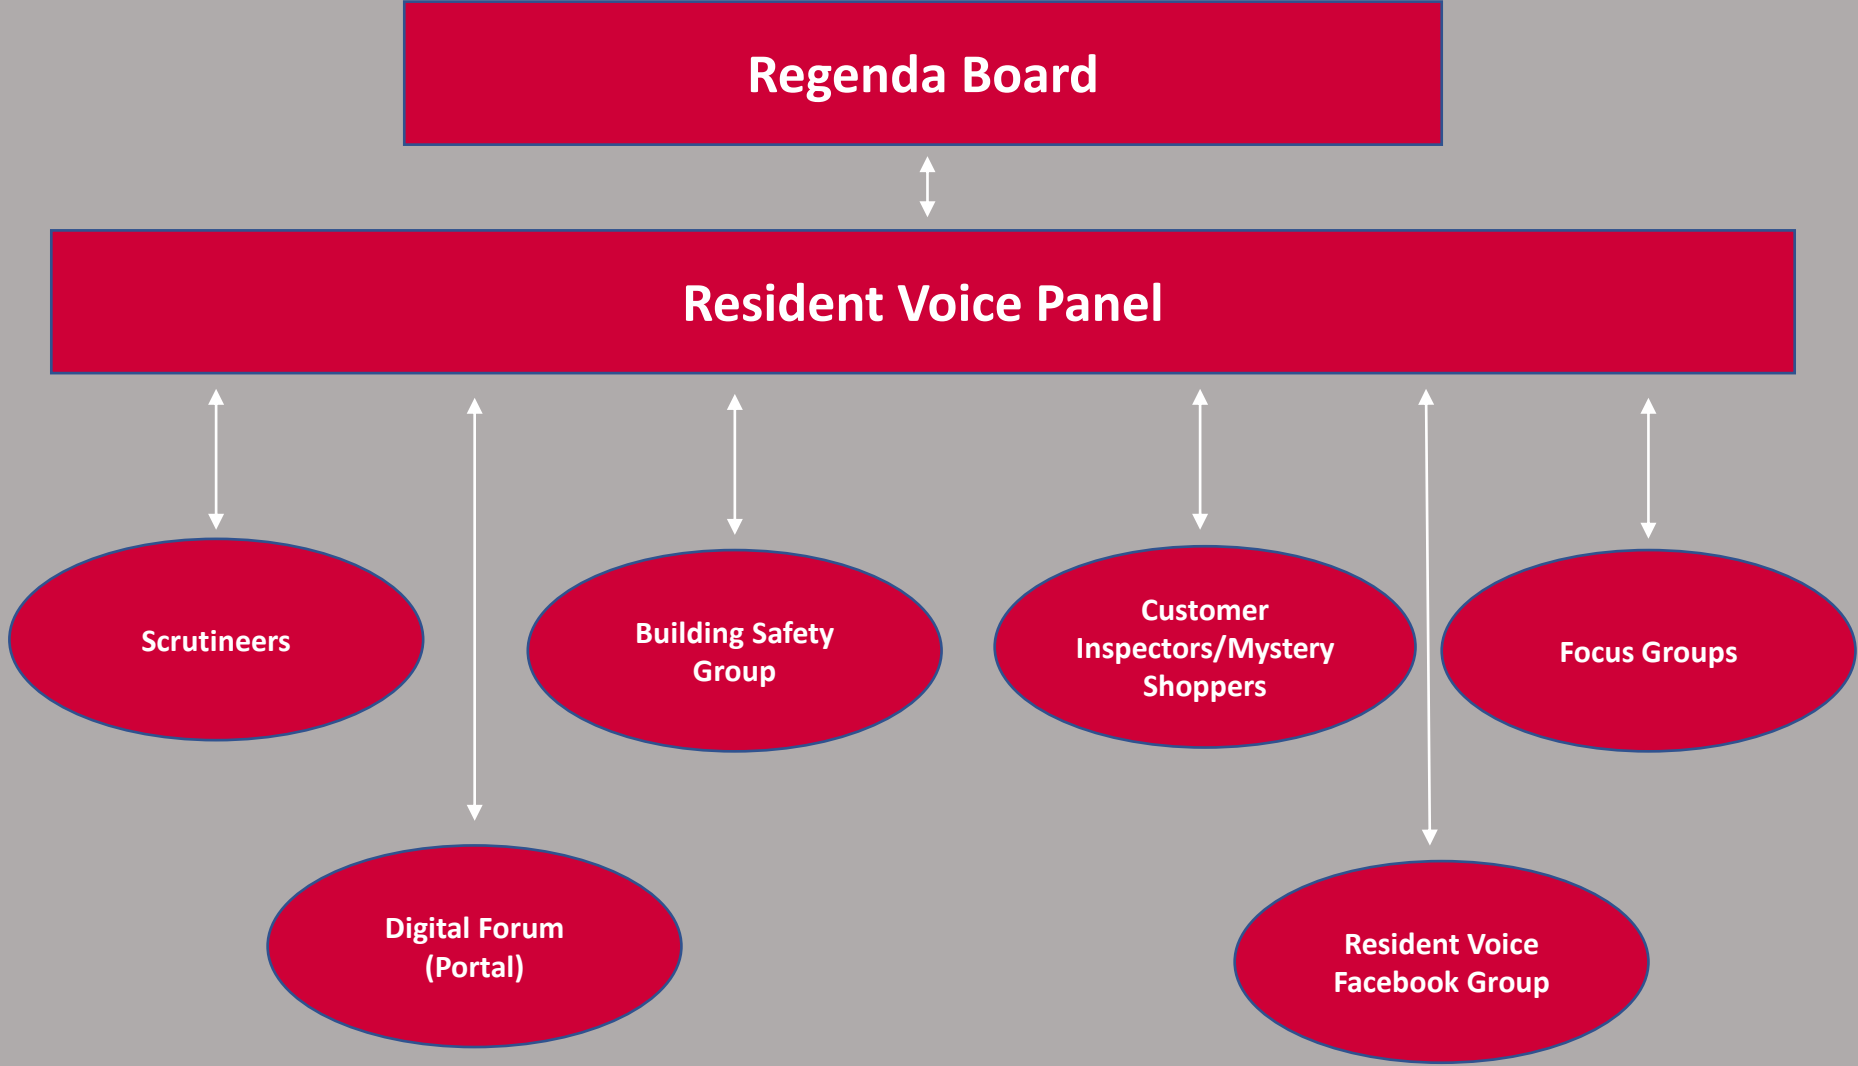 Regenda Board
Resident Voice Panel
Scrutineers
Building Safety
Group
Customer
Inspectors/Mystery
Shoppers
Focus Groups
Digital Forum
(Portal)
Resident Voice
Facebook Group